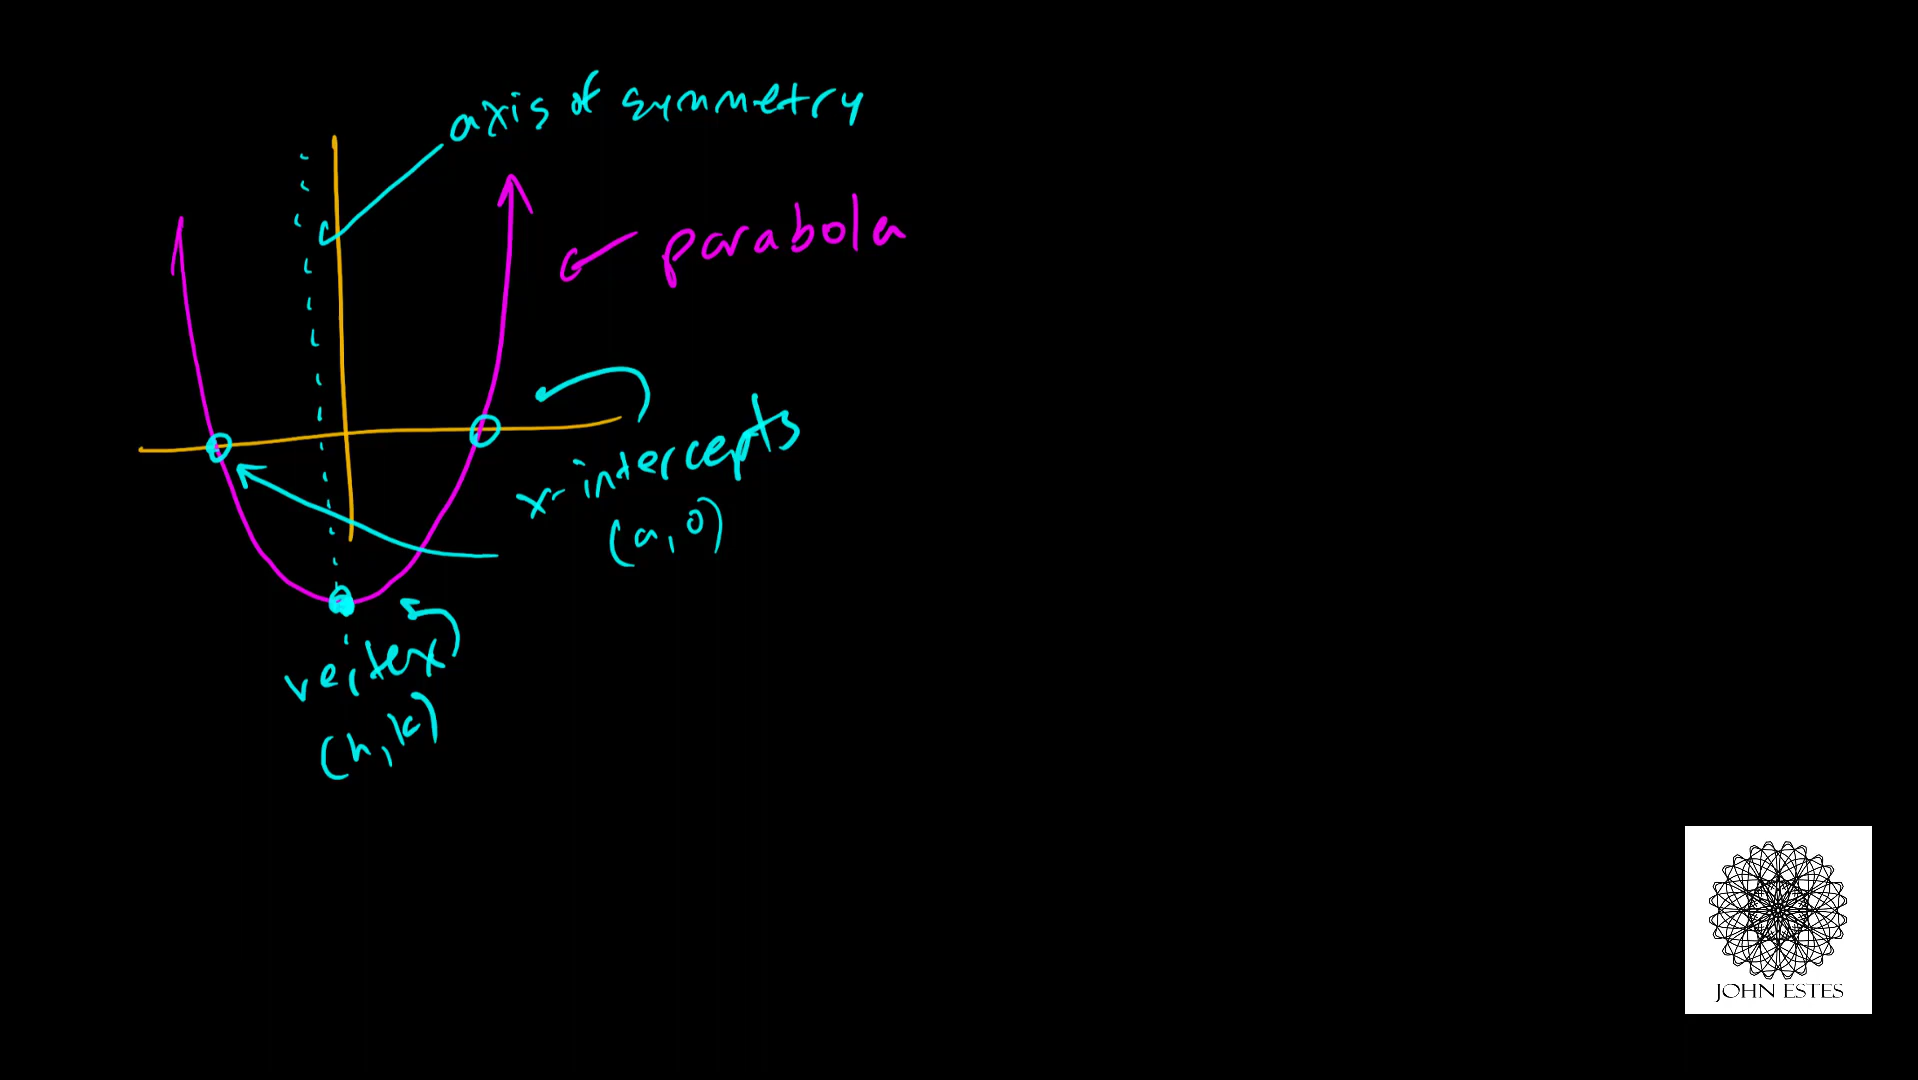 axis of symmetry
parabola
x-intercepts
(a, 0)
vertex
(h, k)
JOHN ESTES